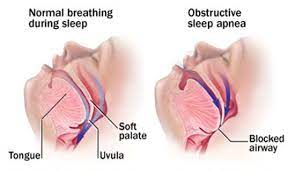 Normal breathing
during sleep
Obstructive
sleep apnea
Soft
palate
Tongue
Uvula
Blocked
airway